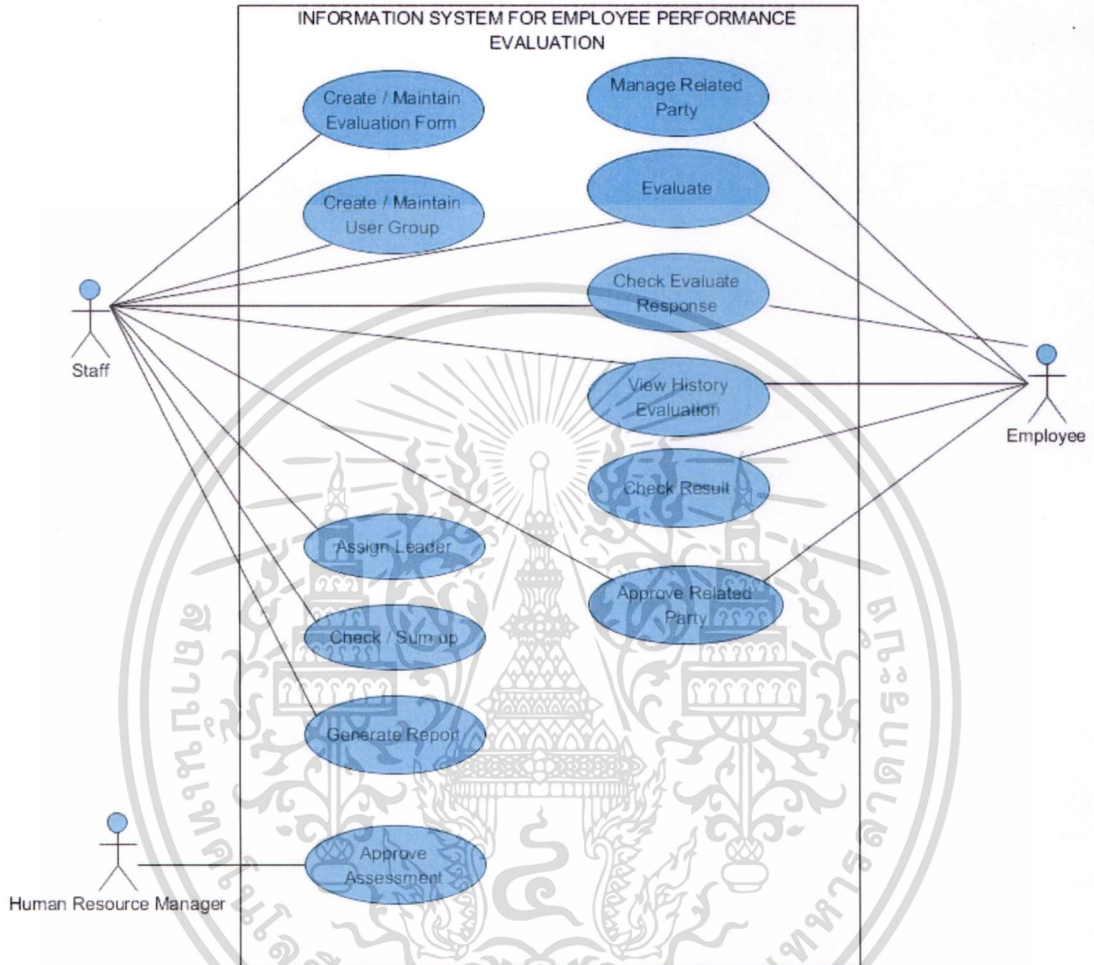 INFORMATION SYSTEM FOR EMPLOYEE PERFORMANCE
EVALUATION
Create / Maintain
Evaluation Form
Manage Related
Party
Evaluate
Create / Maintain
User Group
Check Evaluate
Response
Staff
View History
Evaluation
Employee
Check Result
Assign Leader
Approve Related
Party
Check / Sum up
Generate Report
Approve
Assessment
Human Resource Manager